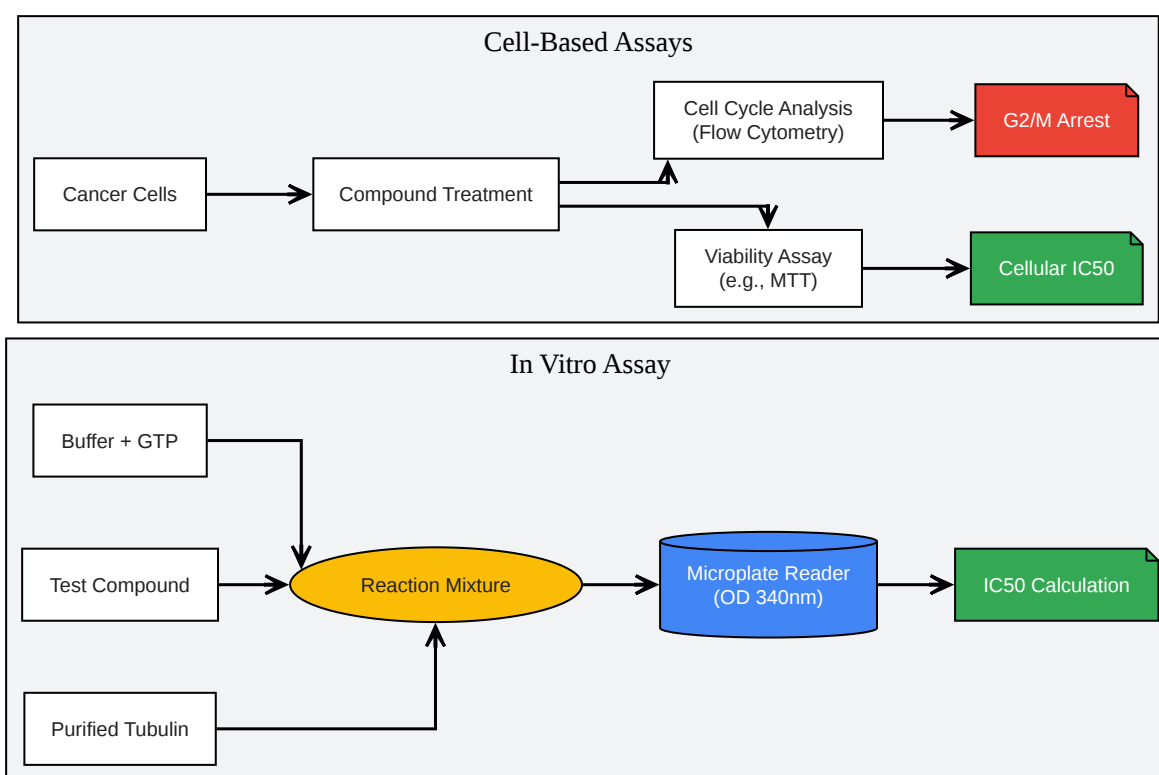 Cell-Based Assays
Cell Cycle Analysis
(Flow Cytometry)
G2/M Arrest
Cancer Cells
Compound Treatment
Viability Assay
(e.g., MTT)
Cellular IC50
In Vitro Assay
Buffer + GTP
Test Compound
Reaction Mixture
Microplate Reader
(OD 340nm)
IC50 Calculation
Purified Tubulin